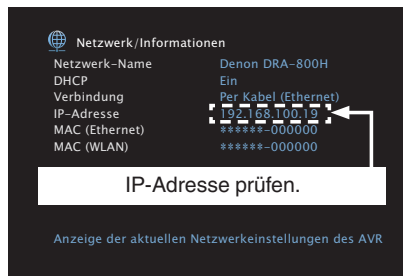 Netzwerk/Informationen
Netzwerk-Name Denon DRA-800H
DHCP Ein
Verbindung Per Kabel (Ethernet)
IP-Adresse 192.168.100.19
MAC (Ethernet) ******-000000
MAC (WLAN) ******-000000
IP-Adresse prüfen.
Anzeige der aktuellen Netzwerkeinstellungen des AVR